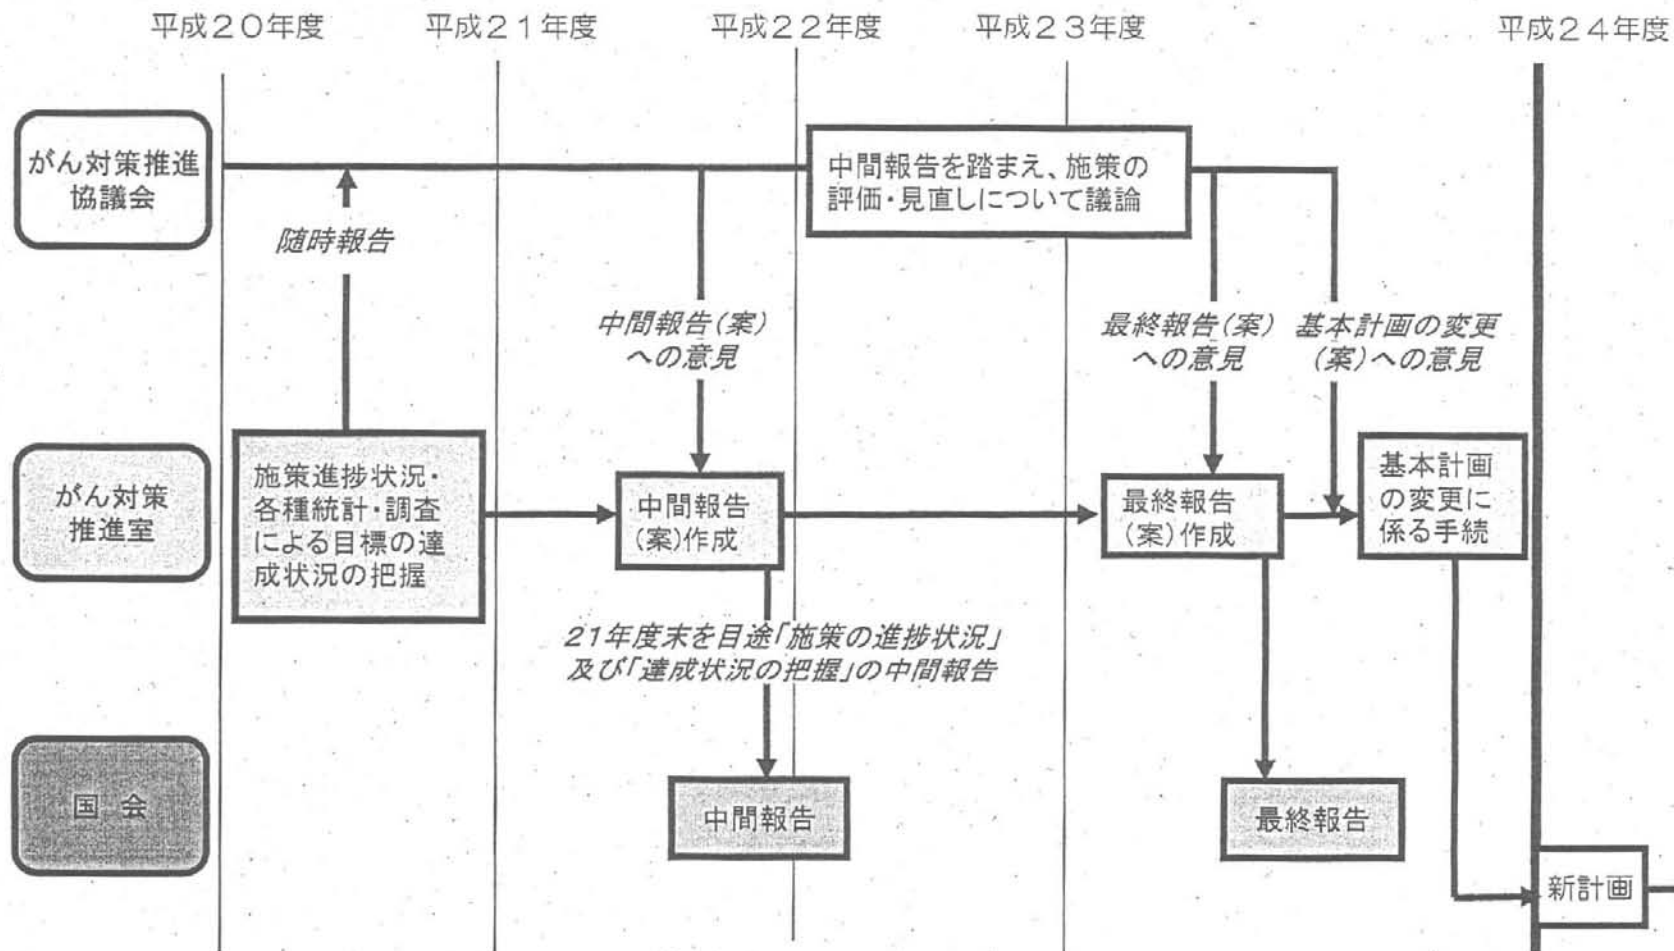 平成20年度
平成21年度
平成22年度
平成23年度
平成24年度
がん対策推進
協議会
中間報告を踏まえ、施策の
評価・見直しについて議論
随時報告
中間報告(案)
への意見
最終報告(案)
への意見
基本計画の変更
(案)への意見
がん対策
推進室
施策進捗状況・
各種統計・調査
による目標の達
成状況の把握
中間報告
(案)作成
最終報告
(案)作成
基本計画
の変更に
係る手続
21年度末を目途「施策の進捗状況」
及び「達成状況の把握」の中間報告
国 会
中間報告
最終報告
新計画